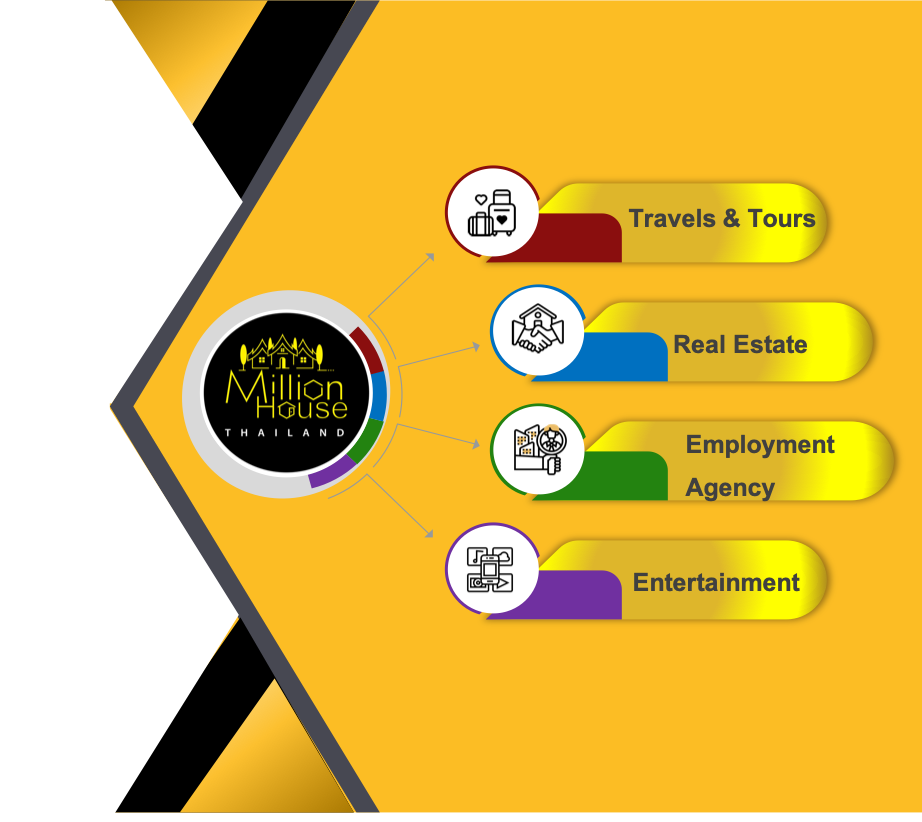 Million
House
THAILAND
Travels & Tours
Real Estate
Employment
Agency
Entertainment